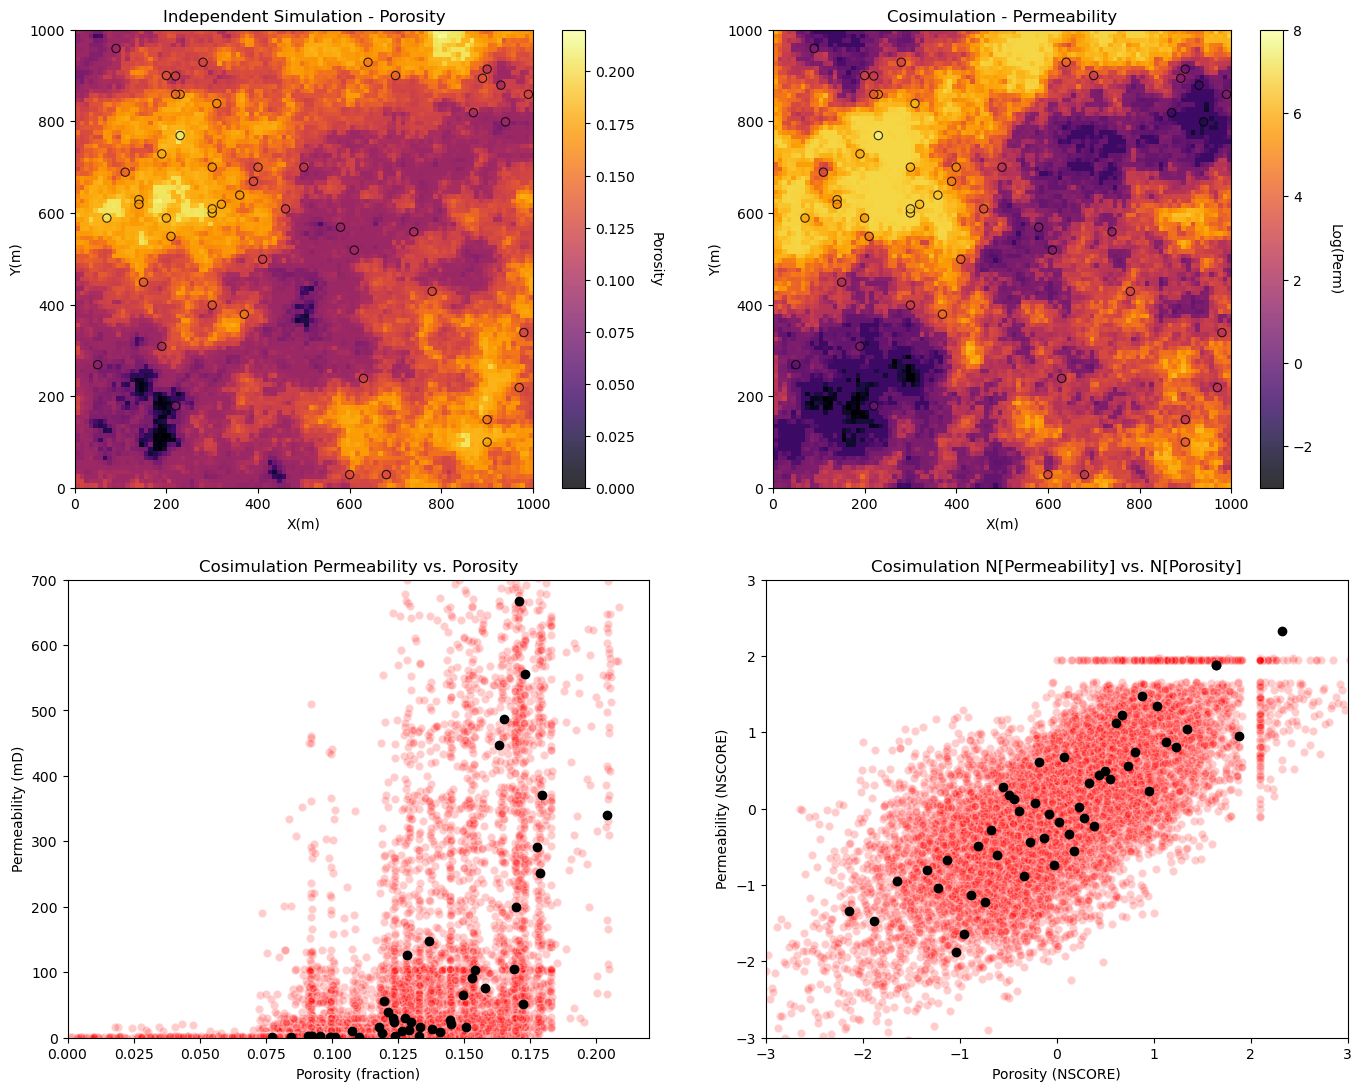 Independent Simulation - Porosity
1000
800
600
400
200
0
Y(m)
0 200 400 600 800 1000
X(m)
0.200
0.175
0.150
0.125
0.100
0.075
0.050
0.025
0.000
Porosity
Cosimulation - Permeability
1000
800
600
400
200
0
Y(m)
0 200 400 600 800 1000
X(m)
8
6
4
2
0
−2
Log(Perm)
Cosimulation Permeability vs. Porosity
700
600
500
400
300
200
100
0
Permeability (mD)
0.000 0.025 0.050 0.075 0.100 0.125 0.150 0.175 0.200
Porosity (fraction)
Cosimulation N[Permeability] vs. N[Porosity]
3
2
1
0
−1
−2
−3
Permeability (NSCORE)
−3 −2 −1 0 1 2 3
Porosity (NSCORE)